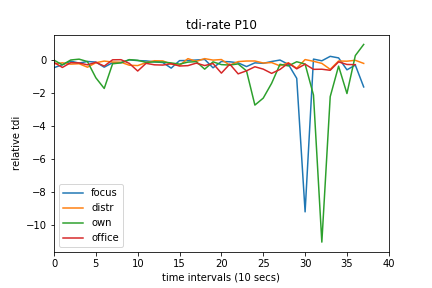 tdi-rate P10
relative tdi
0
−2
−4
−6
−8
−10
focus
distr
own
office
0 5 10 15 20 25 30 35 40
time intervals (10 secs)